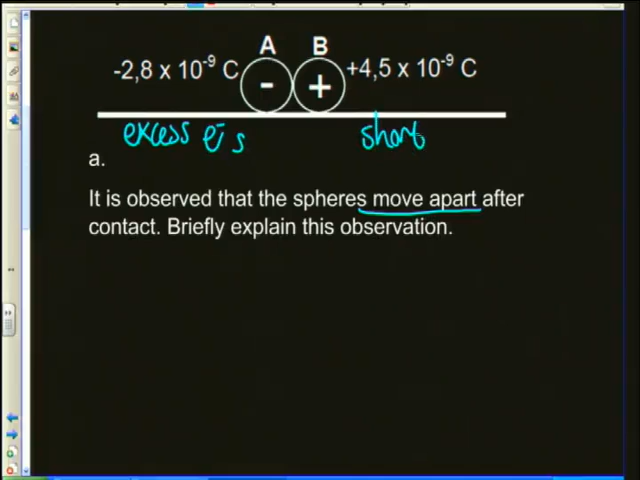 A B
-2,8 x 10⁻⁹ C - + +4,5 x 10⁻⁹ C
excess e⁻s short
a.
It is observed that the spheres move apart after
contact. Briefly explain this observation.